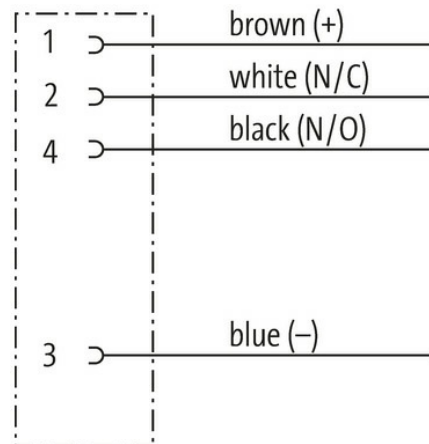 1 brown (+)
2 white (N/C)
4 black (N/O)
3 blue (–)